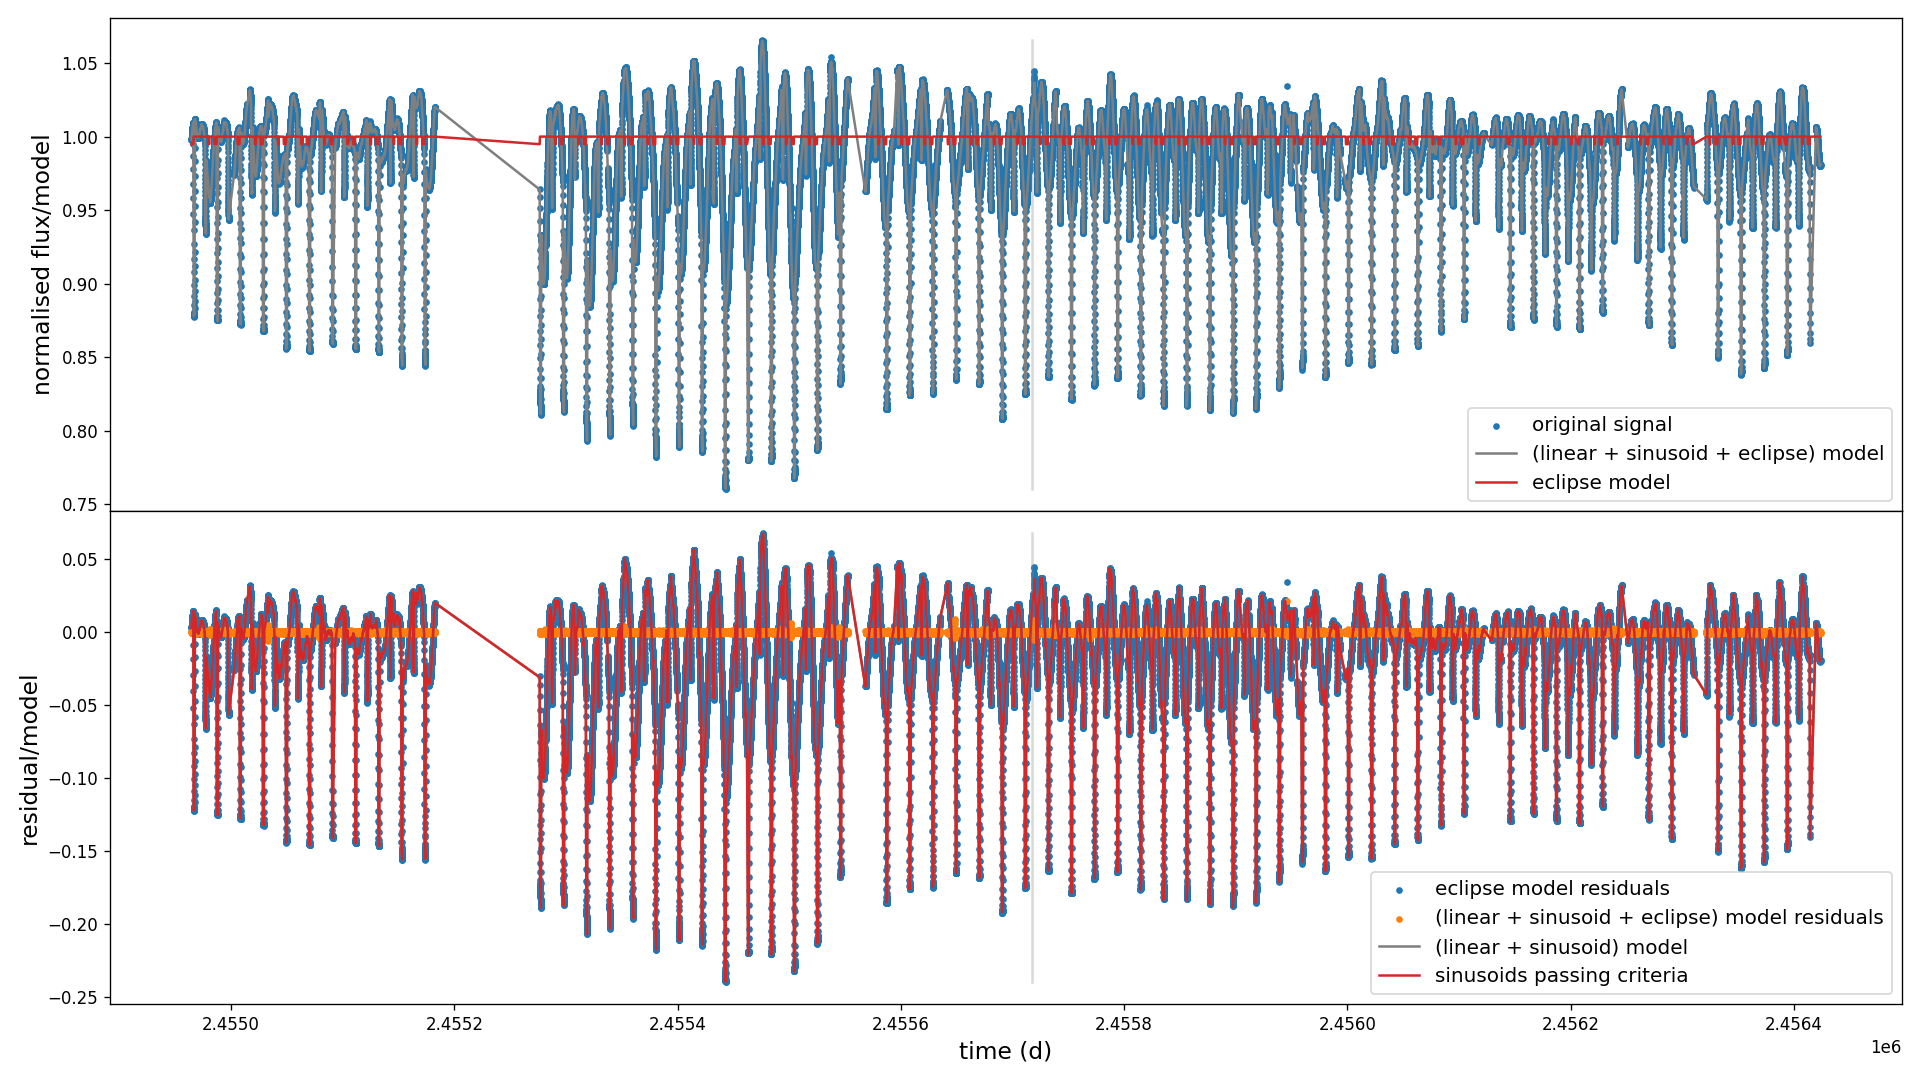 normalised flux/model
1.05
1.00
0.95
0.90
0.85
0.80
0.75
original signal
(linear + sinusoid + eclipse) model
eclipse model
residual/model
0.05
0.00
−0.05
−0.10
−0.15
−0.20
−0.25
eclipse model residuals
(linear + sinusoid + eclipse) model residuals
(linear + sinusoid) model
sinusoids passing criteria
2.4550
2.4552
2.4554
2.4556
2.4558
2.4560
2.4562
2.4564
1e6
time (d)